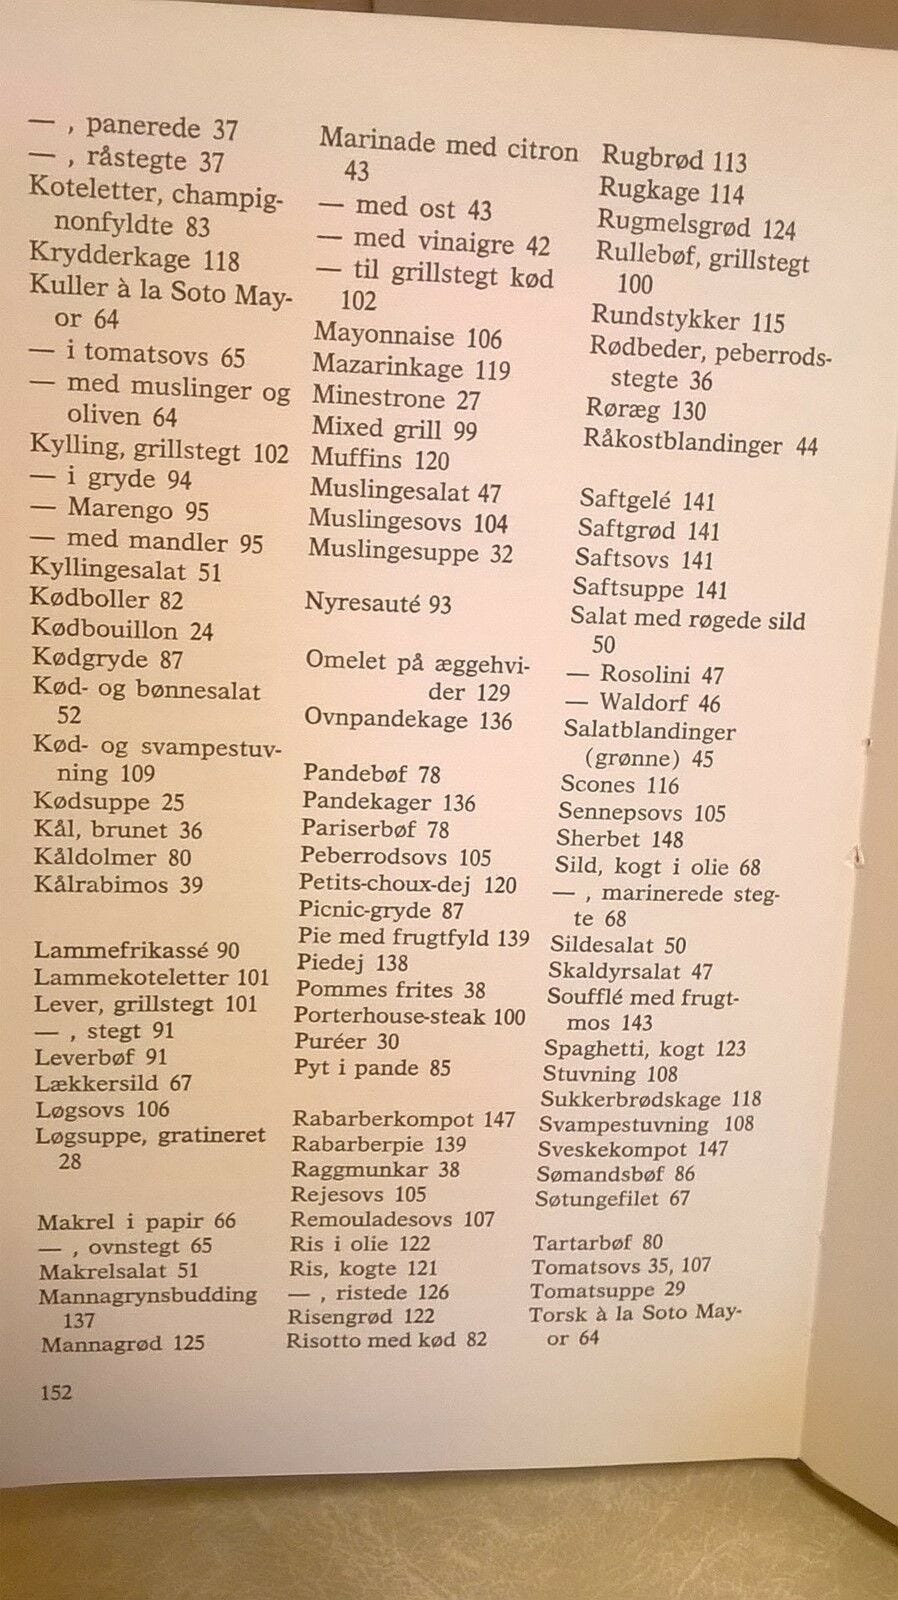 — , panerede 37
— , råstegte 37
Koteletter, champig-
nonfyldte 83
Krydderkage 118
Kuller à la Soto May-
or 64
— i tomatsovs 65
— med muslinger og
oliven 64
Kylling, grillstegt 102
— i gryde 94
— Marengo 95
— med mandler 95
Kyllingesalat 51
Kødboller 82
Kødbouillon 24
Kødgryde 87
Kød- og bønnesalat
52
Kød- og svampestuv-
ning 109
Kødsuppe 25
Kål, brunet 36
Kåldolmer 80
Kålrabimos 39
Lammefrikassé 90
Lammekoteletter 101
Lever, grillstegt 101
— , stegt 91
Leverbøf 91
Lækkersild 67
Løgsovs 106
Løgsuppe, gratineret
28
Makrel i papir 66
— , ovnstegt 65
Makrelsalat 51
Mannagrynsbudding
137
Mannagrød 125
Marinade med citron
43
— med ost 43
— med vinaigre 42
— til grillstegt kød
102
Mayonnaise 106
Mazarinkage 119
Minestrone 27
Mixed grill 99
Muffins 120
Muslingesalat 47
Muslingesovs 104
Muslingesuppe 32
Nyresauté 93
Omelet på æggehvi-
der 129
Ovnpandekage 136
Pandebøf 78
Pandekager 136
Pariserbøf 78
Peberrodsovs 105
Petits-choux-dej 120
Picnic-gryde 87
Pie med frugtfyld 139
Piedej 138
Pommes frites 38
Porterhouse-steak 100
Puréer 30
Pyt i pande 85
Rabarberkompot 147
Rabarberpie 139
Raggmunkar 38
Rejesovs 105
Remouladesovs 107
Ris i olie 122
Ris, kogte 121
— , ristede 126
Risengrød 122
Risotto med kød 82
Rugbrød 113
Rugkage 114
Rugmelsgrød 124
Rullebøf, grillstegt
100
Rundstykker 115
Rødbeder, peberrods-
stegte 36
Røræg 130
Råkostblandinger 44
Saftgelé 141
Saftgrød 141
Saftsovs 141
Saftsuppe 141
Salat med røgede sild
50
— Rosolini 47
— Waldorf 46
Salatblandinger
(grønne) 45
Scones 116
Sennepsovs 105
Sherbet 148
Sild, kogt i olie 68
— , marinerede steg-
te 68
Sildesalat 50
Skaldyrsalat 47
Soufflé med frugt-
mos 143
Spaghetti, kogt 123
Stuvning 108
Sukkerbrødskage 118
Svampestuvning 108
Sveskekompot 147
Sømandsbøf 86
Søtungefilet 67
Tartarbøf 80
Tomatsovs 35, 107
Tomatsuppe 29
Torsk à la Soto May-
or 64
152